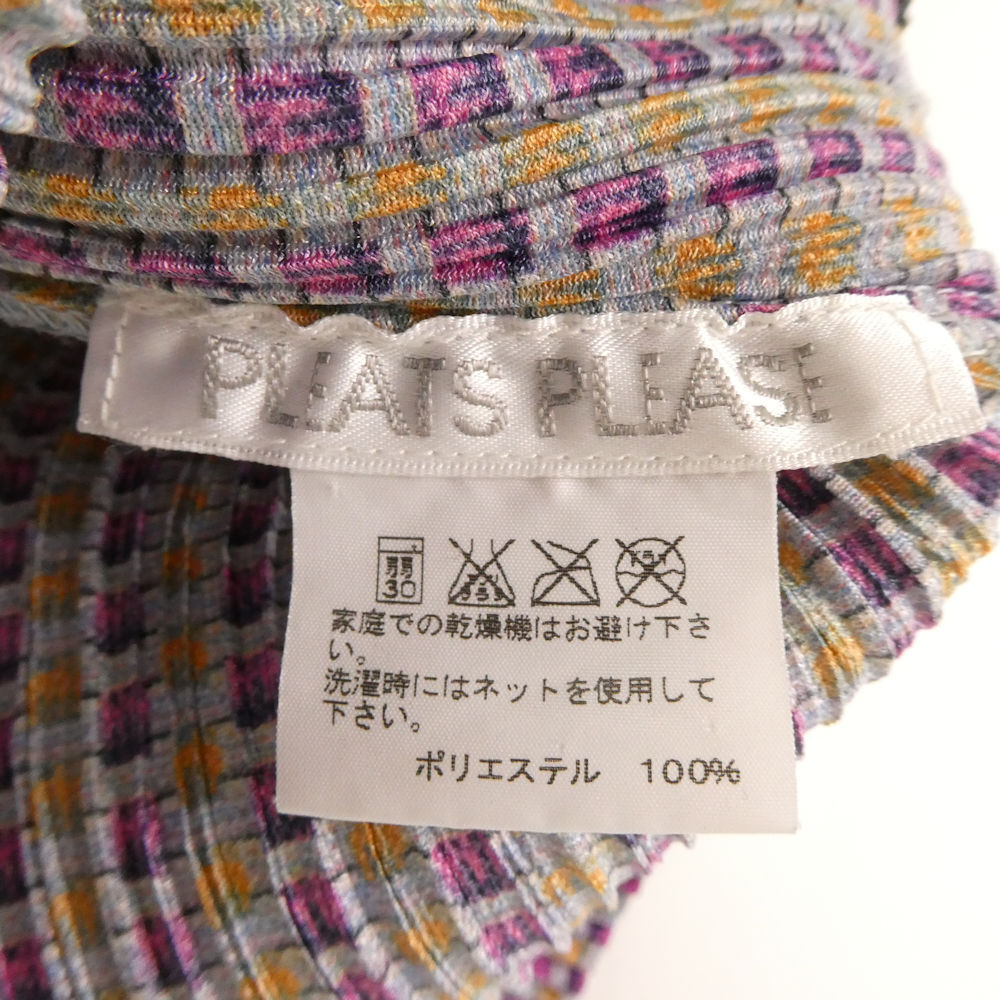 PLEATS PLEASE
弱 30
家庭での乾燥機はお避け下さ
い。
洗濯時にはネットを使用して
下さい。
ポリエステル 100%